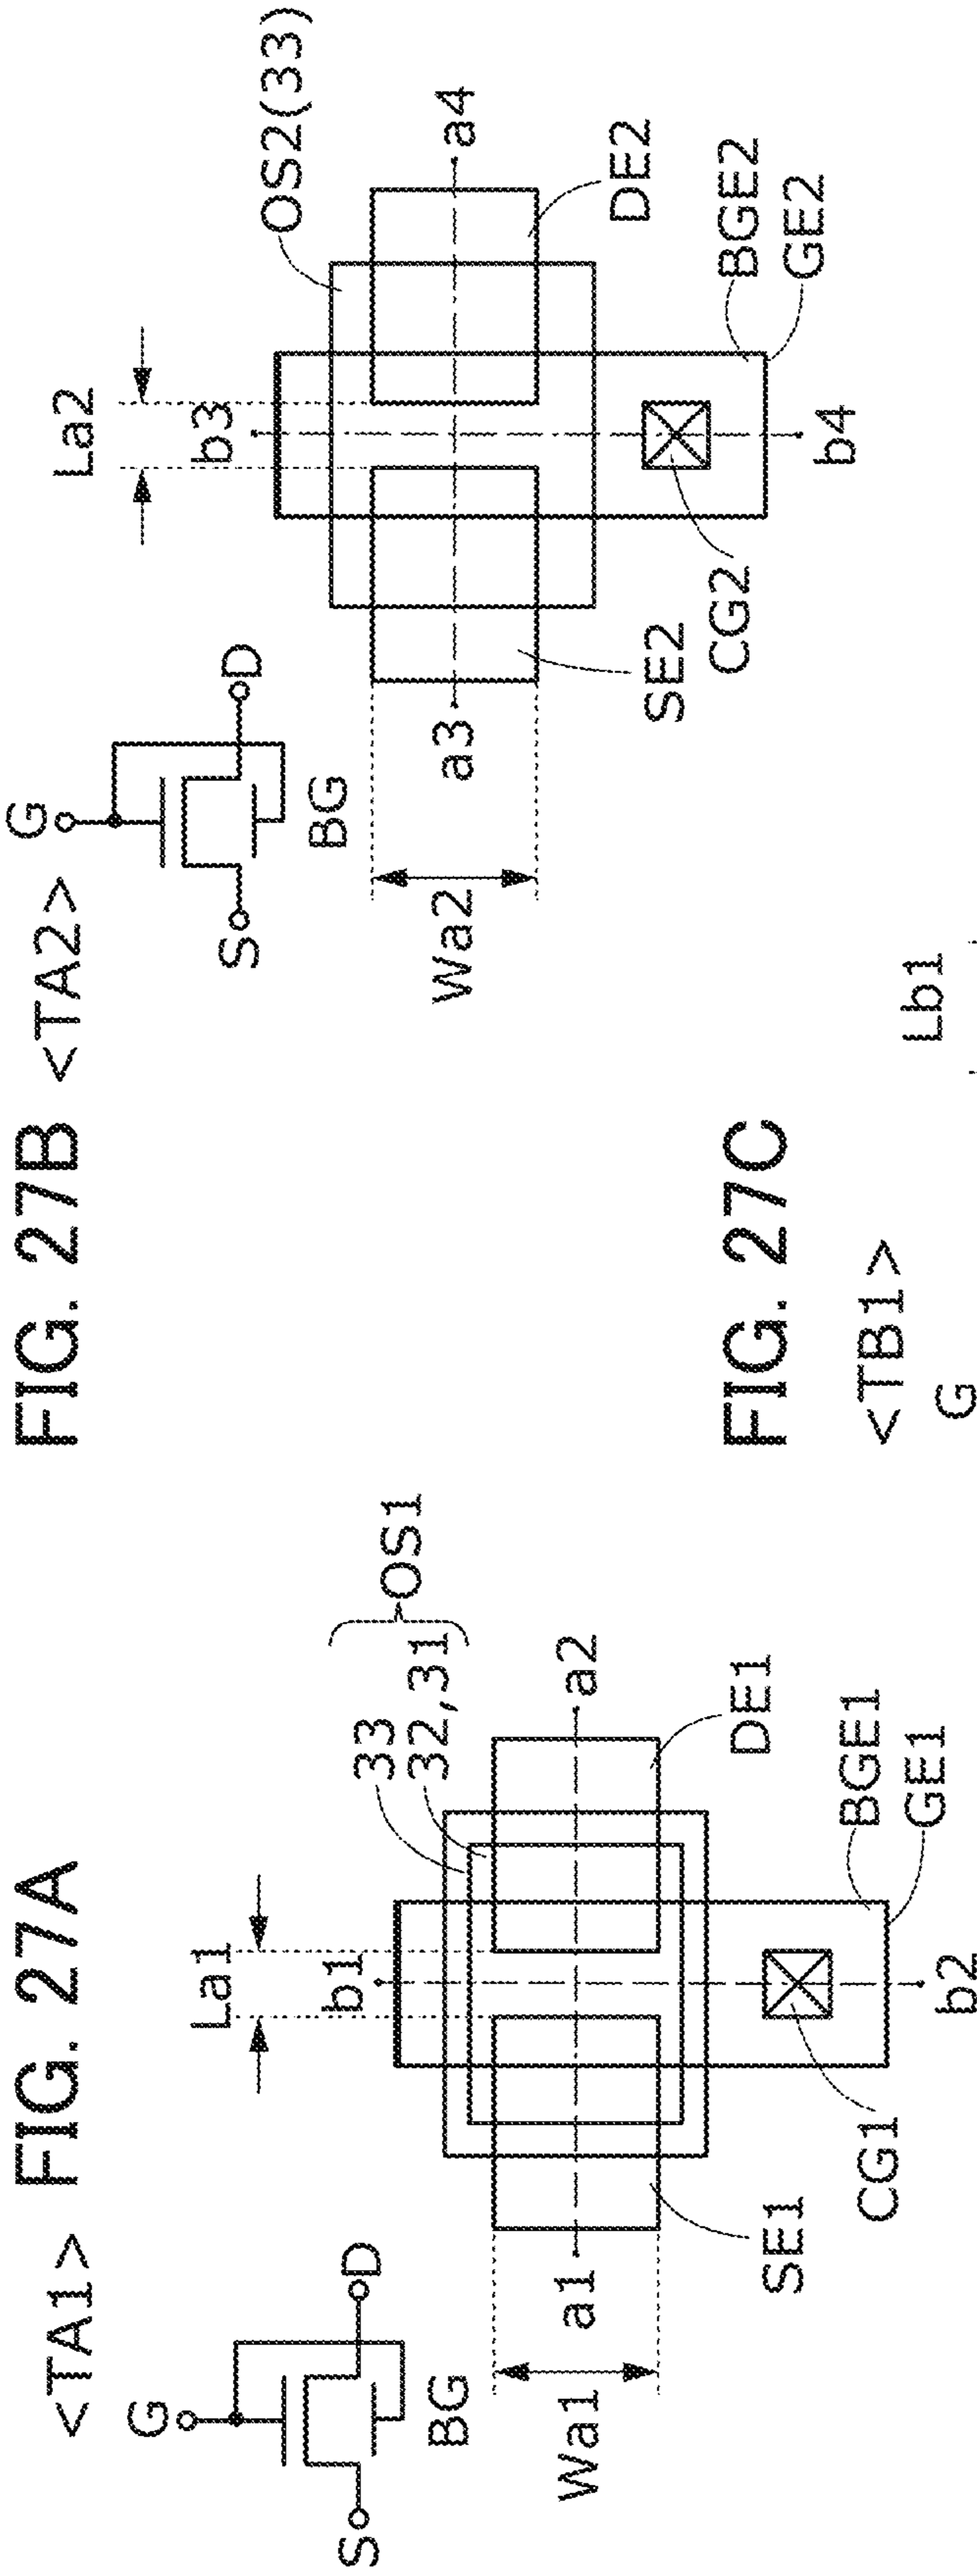 <TA1> FIG. 27A
G
S
D
BG
La1
b1
33
32,31
OS1
Wa1
a1
a2
SE1
DE1
CG1
BGE1
GE1
b2
FIG. 27B <TA2>
G
S
D
BG
La2
b3
OS2(33)
Wa2
a3
a4
SE2
DE2
CG2
BGE2
GE2
b4
FIG. 27C
<TB1>
G
Lb1